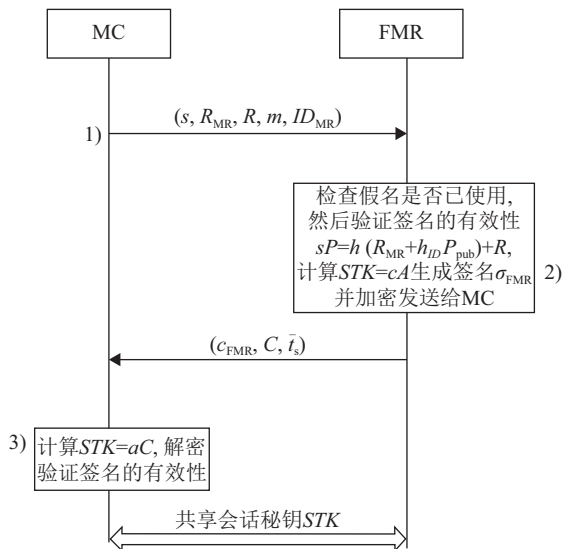 MC
FMR
1)
(s, R_MR, R, m, ID_MR)
检查假名是否已使用,
然后验证签名的有效性
sP=h (R_MR+h_ID P_pub)+R,
计算STK=cA生成签名σ_FMR
并加密发送给MC
2)
(c_FMR, C, t̄_s)
3)
计算STK=aC, 解密
验证签名的有效性
共享会话秘钥STK